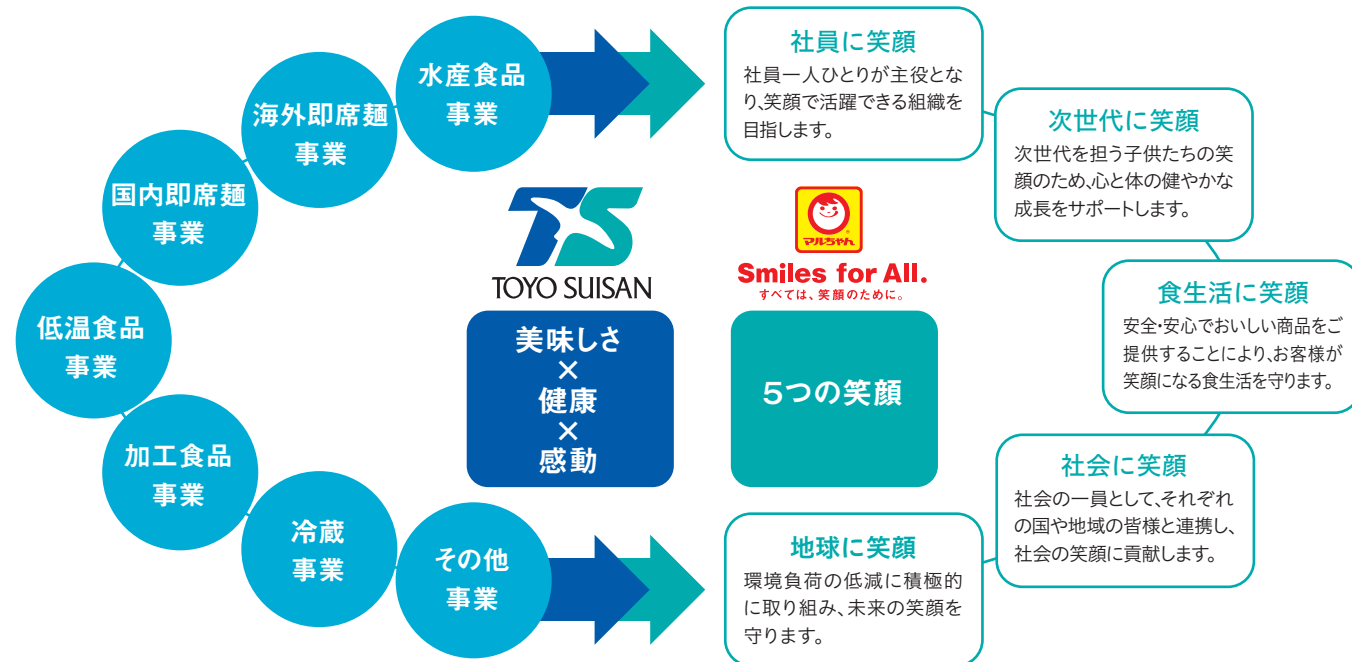 水産食品
事業
海外即席麺
事業
国内即席麺
事業
低温食品
事業
加工食品
事業
冷蔵
事業
その他
事業
TS
TOYO SUISAN
美味しさ
×
健康
×
感動
マルちゃん
®
Smiles for All.
すべては、笑顔のために。
5つの笑顔
社員に笑顔
社員一人ひとりが主役とな
り、笑顔で活躍できる組織を
目指します。
次世代に笑顔
次世代を担う子供たちの笑
顔のため、心と体の健やかな
成長をサポートします。
食生活に笑顔
安全・安心でおいしい商品をご
提供することにより、お客様が
笑顔になる食生活を守ります。
社会に笑顔
社会の一員として、それぞれ
の国や地域の皆様と連携し、
社会の笑顔に貢献します。
地球に笑顔
環境負荷の低減に積極的
に取り組み、未来の笑顔を
守ります。